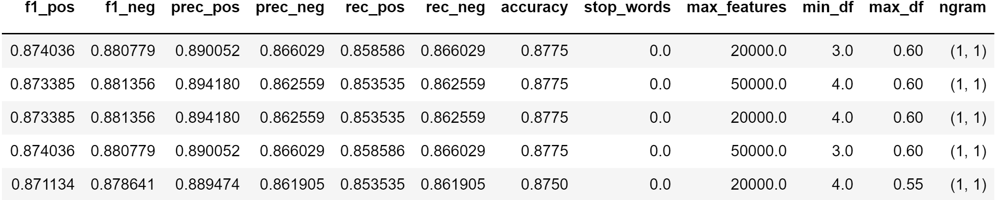 f1_pos f1_neg prec_pos prec_neg rec_pos rec_neg accuracy stop_words max_features min_df max_df ngram
0.874036 0.880779 0.890052 0.866029 0.858586 0.866029 0.8775 0.0 20000.0 3.0 0.60 (1, 1)
0.873385 0.881356 0.894180 0.862559 0.853535 0.862559 0.8775 0.0 50000.0 4.0 0.60 (1, 1)
0.873385 0.881356 0.894180 0.862559 0.853535 0.862559 0.8775 0.0 20000.0 4.0 0.60 (1, 1)
0.874036 0.880779 0.890052 0.866029 0.858586 0.866029 0.8775 0.0 50000.0 3.0 0.60 (1, 1)
0.871134 0.878641 0.889474 0.861905 0.853535 0.861905 0.8750 0.0 20000.0 4.0 0.55 (1, 1)